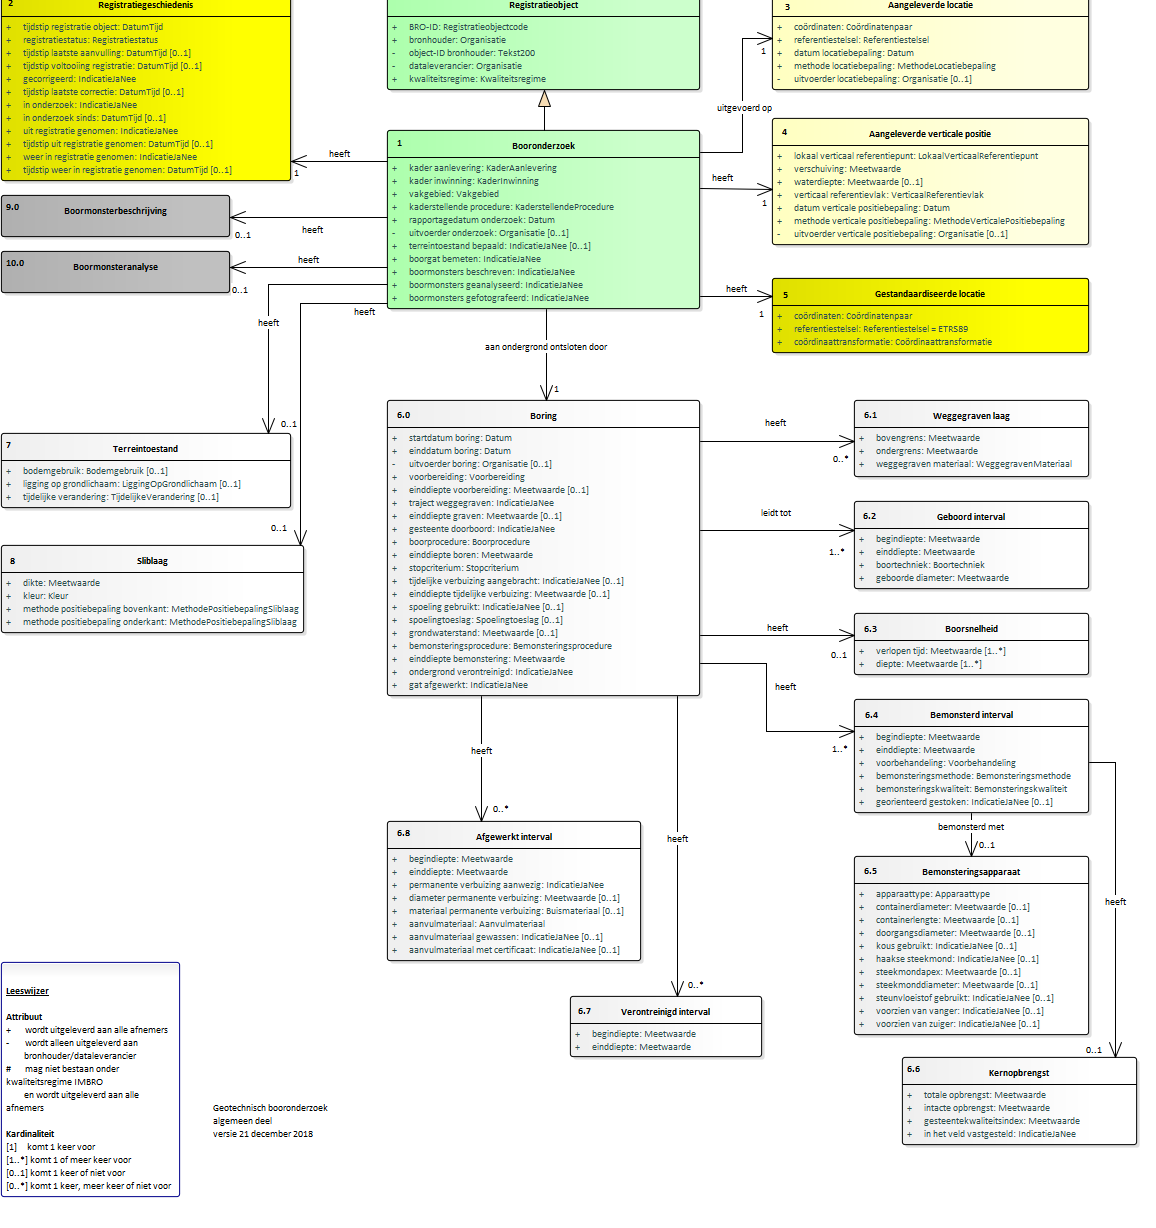 2 Registratiegeschiedenis
+ tijdstip registratie object: DatumTijd
+ registratiestatus: Registratiestatus
+ tijdstip laatste aanvulling: DatumTijd [0..1]
+ tijdstip voltooiing registratie: DatumTijd [0..1]
+ gecorrigeerd: IndicatieJaNee
+ tijdstip laatste correctie: DatumTijd [0..1]
+ in onderzoek: IndicatieJaNee
+ in onderzoek sinds: DatumTijd [0..1]
+ uit registratie genomen: IndicatieJaNee
+ tijdstip uit registratie genomen: DatumTijd [0..1]
+ weer in registratie genomen: IndicatieJaNee
+ tijdstip weer in registratie genomen: DatumTijd [0..1]
Registratieobject
+ BRO-ID: Registratieobjectcode
+ bronhouder: Organisatie
- object-ID bronhouder: Tekst200
- dataleverancier: Organisatie
+ kwaliteitsregime: Kwaliteitsregime
3 Aangeleverde locatie
+ coördinaten: Coördinatenpaar
+ referentiestelsel: Referentiestelsel
+ datum locatiebepaling: Datum
+ methode locatiebepaling: MethodeLocatiebepaling
- uitvoerder locatiebepaling: Organisatie [0..1]
1
uitgevoerd op
1 Booronderzoek
+ kader aanlevering: KaderAanlevering
+ kader inwinning: KaderInwinning
+ vakgebied: Vakgebied
+ kaderstellende procedure: KaderstellendeProcedure
+ rapportagedatum onderzoek: Datum
- uitvoerder onderzoek: Organisatie [0..1]
+ terreintoestand bepaald: IndicatieJaNee [0..1]
+ boorgat bemeten: IndicatieJaNee
+ boormonsters beschreven: IndicatieJaNee
+ boormonsters geanalyseerd: IndicatieJaNee
+ boormonsters gefotografeerd: IndicatieJaNee
heeft
1
4 Aangeleverde verticale positie
+ lokaal verticaal referentiepunt: LokaalVerticaalReferentiepunt
+ verschuiving: Meetwaarde
+ waterdiepte: Meetwaarde [0..1]
+ verticaal referentievlak: VerticaalReferentievlak
+ datum verticale positiebepaling: Datum
+ methode verticale positiebepaling: MethodeVerticalePositiebepaling
- uitvoerder verticale positiebepaling: Organisatie [0..1]
heeft
1
9.0 Boormonsterbeschrijving
0..1
heeft
10.0 Boormonsteranalyse
heeft
0..1
heeft
1
5 Gestandaardiseerde locatie
+ coördinaten: Coördinatenpaar
+ referentiestelsel: Referentiestelsel = ETRS89
+ coördinaattransformatie: Coördinaattransformatie
heeft
heeft
aan ondergrond ontsloten door
1
0..1
7 Terreintoestand
+ bodemgebruik: Bodemgebruik [0..1]
+ ligging op grondlichaam: LiggingOpGrondlichaam [0..1]
+ tijdelijke verandering: TijdelijkeVerandering [0..1]
0..1
8 Sliblaag
+ dikte: Meetwaarde
+ kleur: Kleur
+ methode positiebepaling bovenkant: MethodePositiebepalingSliblaag
+ methode positiebepaling onderkant: MethodePositiebepalingSliblaag
6.0 Boring
+ startdatum boring: Datum
+ einddatum boring: Datum
- uitvoerder boring: Organisatie [0..1]
+ voorbereiding: Voorbereiding
+ einddiepte voorbereiding: Meetwaarde [0..1]
+ traject weggegraven: IndicatieJaNee
+ einddiepte graven: Meetwaarde [0..1]
+ gesteente doorboord: IndicatieJaNee
+ boorprocedure: Boorprocedure
+ einddiepte boren: Meetwaarde
+ stopcriterium: Stopcriterium
+ tijdelijke verbuizing aangebracht: IndicatieJaNee [0..1]
+ einddiepte tijdelijke verbuizing: Meetwaarde [0..1]
+ spoeling gebruikt: IndicatieJaNee [0..1]
+ spoelingtoeslag: Spoelingtoeslag [0..1]
+ grondwaterstand: Meetwaarde [0..1]
+ bemonsteringsprocedure: Bemonsteringsprocedure
+ einddiepte bemonstering: Meetwaarde
+ ondergrond verontreinigd: IndicatieJaNee
+ gat afgewerkt: IndicatieJaNee
heeft
0..*
6.1 Weggegraven laag
+ bovengrens: Meetwaarde
+ ondergrens: Meetwaarde
+ weggegraven materiaal: WeggegravenMateriaal
leidt tot
1..*
6.2 Geboord interval
+ begindiepte: Meetwaarde
+ einddiepte: Meetwaarde
+ boortechniek: Boortechniek
+ geboorde diameter: Meetwaarde
heeft
0..1
6.3 Boorsnelheid
+ verlopen tijd: Meetwaarde [1..*]
+ diepte: Meetwaarde [1..*]
heeft
1..*
6.4 Bemonsterd interval
+ begindiepte: Meetwaarde
+ einddiepte: Meetwaarde
+ voorbehandeling: Voorbehandeling
+ bemonsteringsmethode: Bemonsteringsmethode
+ bemonsteringskwaliteit: Bemonsteringskwaliteit
+ georienteerd gestoken: IndicatieJaNee [0..1]
bemonsterd met
0..1
6.5 Bemonsteringsapparaat
+ apparaattype: Apparaattype
+ containerdiameter: Meetwaarde [0..1]
+ containerlengte: Meetwaarde [0..1]
+ doorgangsdiameter: Meetwaarde [0..1]
+ kous gebruikt: IndicatieJaNee [0..1]
+ haakse steekmond: IndicatieJaNee [0..1]
+ steekmondapex: Meetwaarde [0..1]
+ steekmonddiameter: Meetwaarde [0..1]
+ steunvloeistof gebruikt: IndicatieJaNee [0..1]
+ voorzien van vanger: IndicatieJaNee [0..1]
+ voorzien van zuiger: IndicatieJaNee [0..1]
heeft
0..1
6.6 Kernopbrengst
+ totale opbrengst: Meetwaarde
+ intacte opbrengst: Meetwaarde
+ gesteentekwaliteitsindex: Meetwaarde
+ in het veld vastgesteld: IndicatieJaNee
heeft
0..*
6.8 Afgewerkt interval
+ begindiepte: Meetwaarde
+ einddiepte: Meetwaarde
+ permanente verbuizing aanwezig: IndicatieJaNee
+ diameter permanente verbuizing: Meetwaarde [0..1]
+ materiaal permanente verbuizing: Buismateriaal [0..1]
+ aanvulmateriaal: Aanvulmateriaal
+ aanvulmateriaal gewassen: IndicatieJaNee [0..1]
+ aanvulmateriaal met certificaat: IndicatieJaNee [0..1]
heeft
0..*
6.7 Verontreinigd interval
+ begindiepte: Meetwaarde
+ einddiepte: Meetwaarde
Leeswijzer
Attribuut
+ wordt uitgeleverd aan alle afnemers
- wordt alleen uitgeleverd aan
bronhouder/dataleverancier
# mag niet bestaan onder
kwaliteitsregime IMBRO
en wordt uitgeleverd aan alle
afnemers
Kardinaliteit
[1] komt 1 keer voor
[1..*] komt 1 of meer keer voor
[0..1] komt 1 keer of niet voor
[0..*] komt 1 keer, meer keer of niet voor
Geotechnisch booronderzoek
algemeen deel
versie 21 december 2018